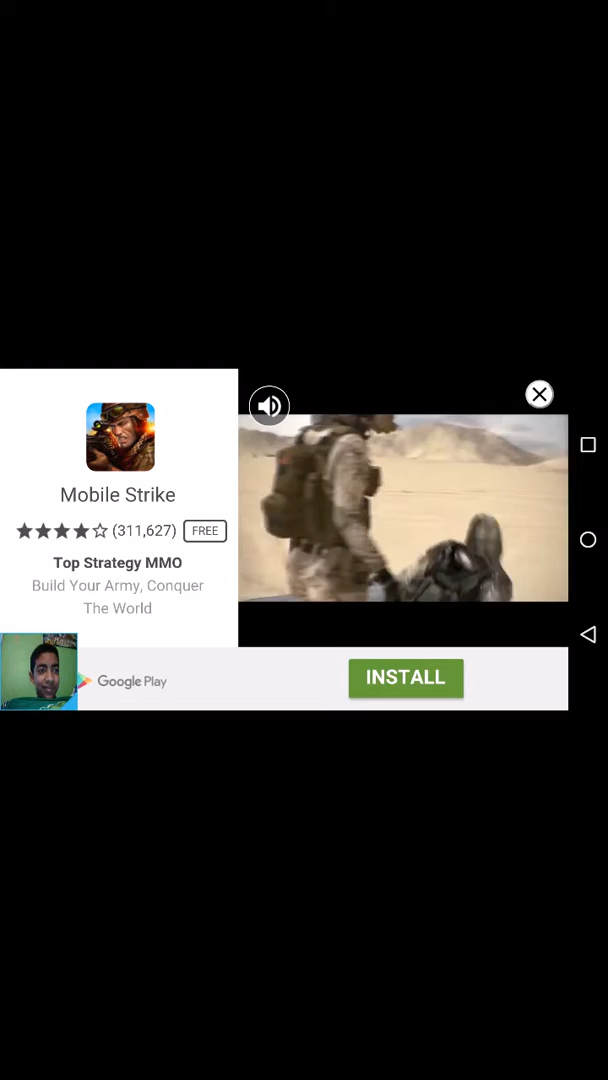 Mobile Strike
(311,627) FREE
Top Strategy MMO
Build Your Army, Conquer
The World
Google Play
INSTALL